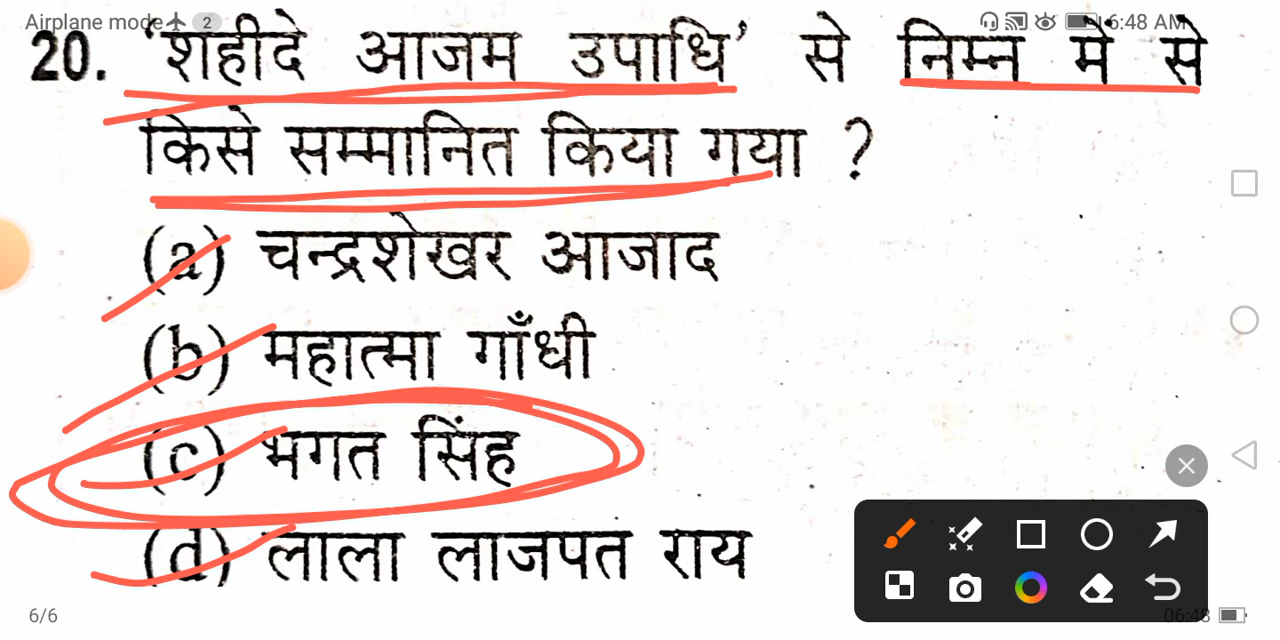 Airplane mode 2 6:48 AM
20. 'शहीदे आजम उपाधि' से निम्न में से
किसे सम्मानित किया गया ?
(a) चन्द्रशेखर आजाद
(b) महात्मा गाँधी
(c) भगत सिंह
(d) लाला लाजपत राय
6/6 06:48